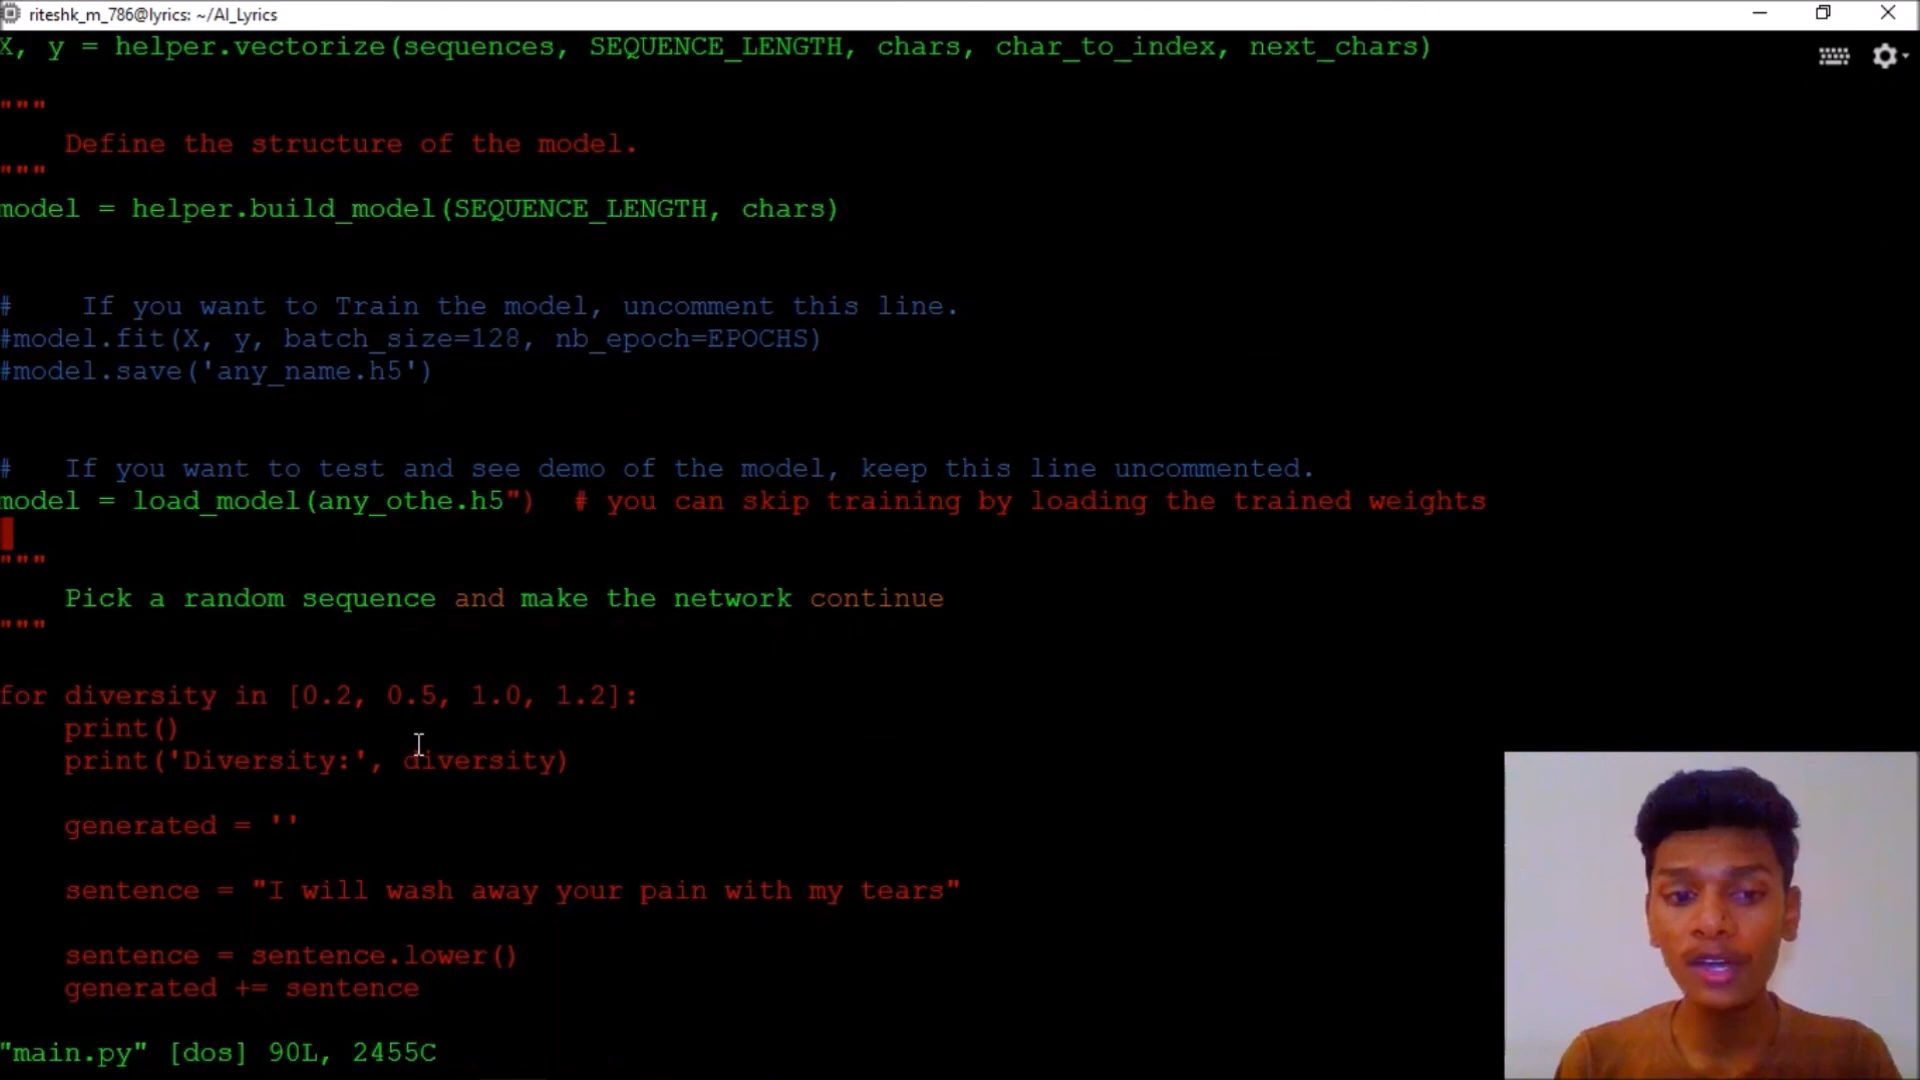 riteshk_m_786@lyrics: ~/AI_Lyrics
X, y = helper.vectorize(sequences, SEQUENCE_LENGTH, chars, char_to_index, next_chars)
"""
    Define the structure of the model.
"""
model = helper.build_model(SEQUENCE_LENGTH, chars)
#    If you want to Train the model, uncomment this line.
#model.fit(X, y, batch_size=128, nb_epoch=EPOCHS)
#model.save('any_name.h5')
#   If you want to test and see demo of the model, keep this line uncommented.
model = load_model(any_othe.h5")  # you can skip training by loading the trained weights
"""
    Pick a random sequence and make the network continue
"""
for diversity in [0.2, 0.5, 1.0, 1.2]:
    print()
    print('Diversity:', diversity)
    generated = ''
    sentence = "I will wash away your pain with my tears"
    sentence = sentence.lower()
    generated += sentence
"main.py" [dos] 90L, 2455C